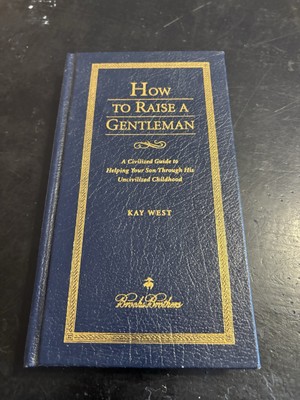 HOW
TO RAISE A
GENTLEMAN
A Civilized Guide to
Helping Your Son Through His
Uncivilized Childhood
KAY WEST
Brooks Brothers